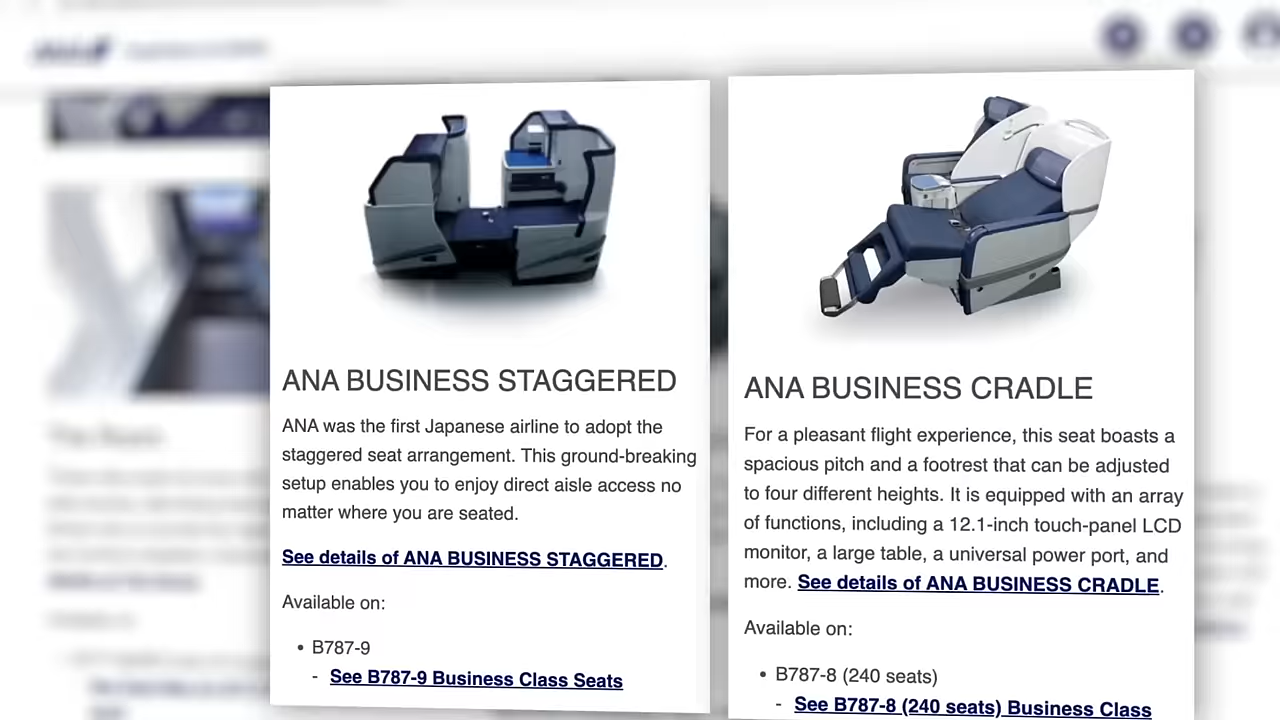 ANA BUSINESS STAGGERED
ANA was the first Japanese airline to adopt the
staggered seat arrangement. This ground-breaking
setup enables you to enjoy direct aisle access no
matter where you are seated.
See details of ANA BUSINESS STAGGERED.
Available on:
• B787-9
- See B787-9 Business Class Seats
ANA BUSINESS CRADLE
For a pleasant flight experience, this seat boasts a
spacious pitch and a footrest that can be adjusted
to four different heights. It is equipped with an array
of functions, including a 12.1-inch touch-panel LCD
monitor, a large table, a universal power port, and
more. See details of ANA BUSINESS CRADLE.
Available on:
• B787-8 (240 seats)
- See B787-8 (240 seats) Business Class